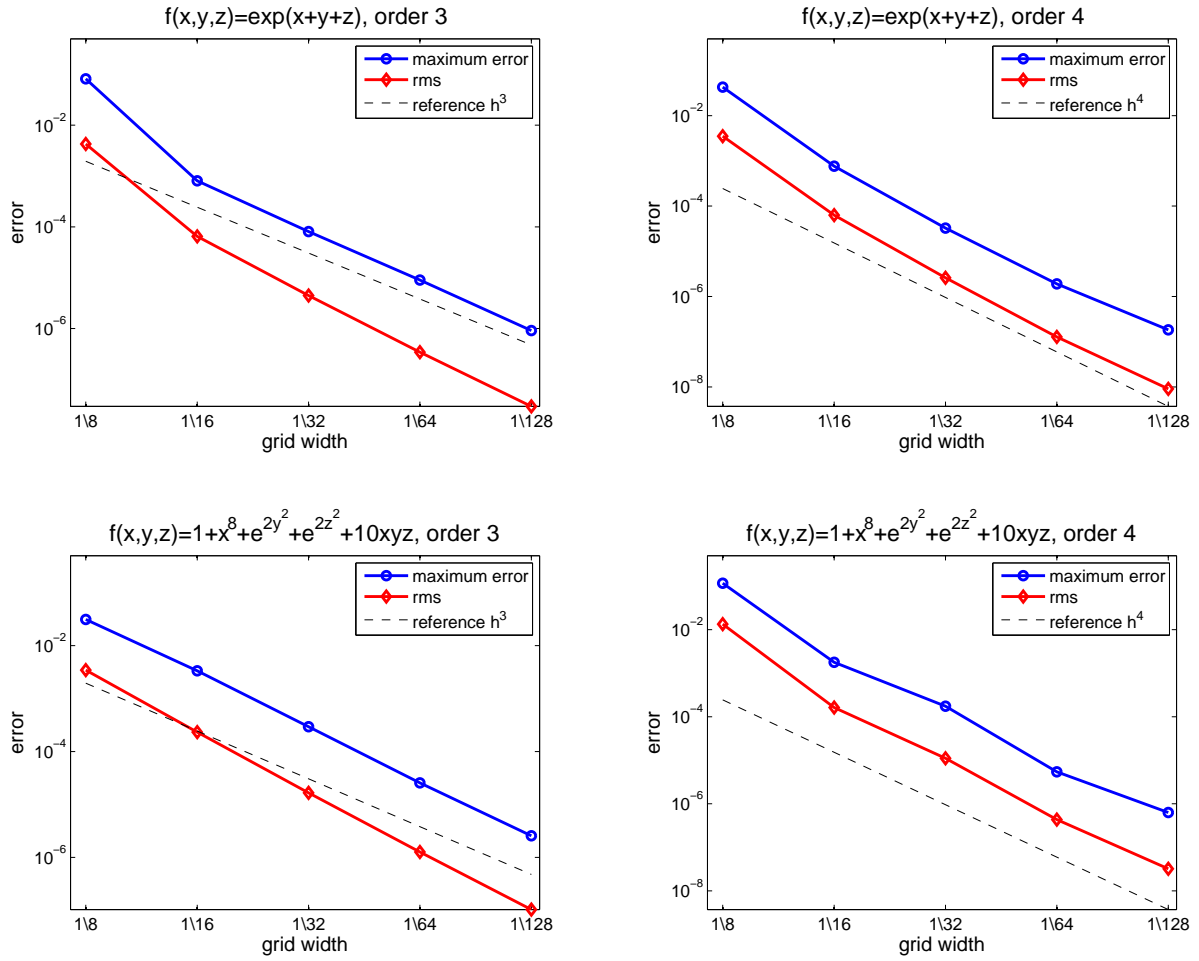 f(x,y,z)=exp(x+y+z), order 3
maximum error
rms
reference h^3
10^−2
10^−4
10^−6
error
1\8
1\16
1\32
1\64
1\128
grid width
f(x,y,z)=exp(x+y+z), order 4
maximum error
rms
reference h^4
10^−2
10^−4
10^−6
10^−8
error
1\8
1\16
1\32
1\64
1\128
grid width
f(x,y,z)=1+x^8+e^{2y^2}+e^{2z^2}+10xyz, order 3
maximum error
rms
reference h^3
10^−2
10^−4
10^−6
error
1\8
1\16
1\32
1\64
1\128
grid width
f(x,y,z)=1+x^8+e^{2y^2}+e^{2z^2}+10xyz, order 4
maximum error
rms
reference h^4
10^−2
10^−4
10^−6
10^−8
error
1\8
1\16
1\32
1\64
1\128
grid width